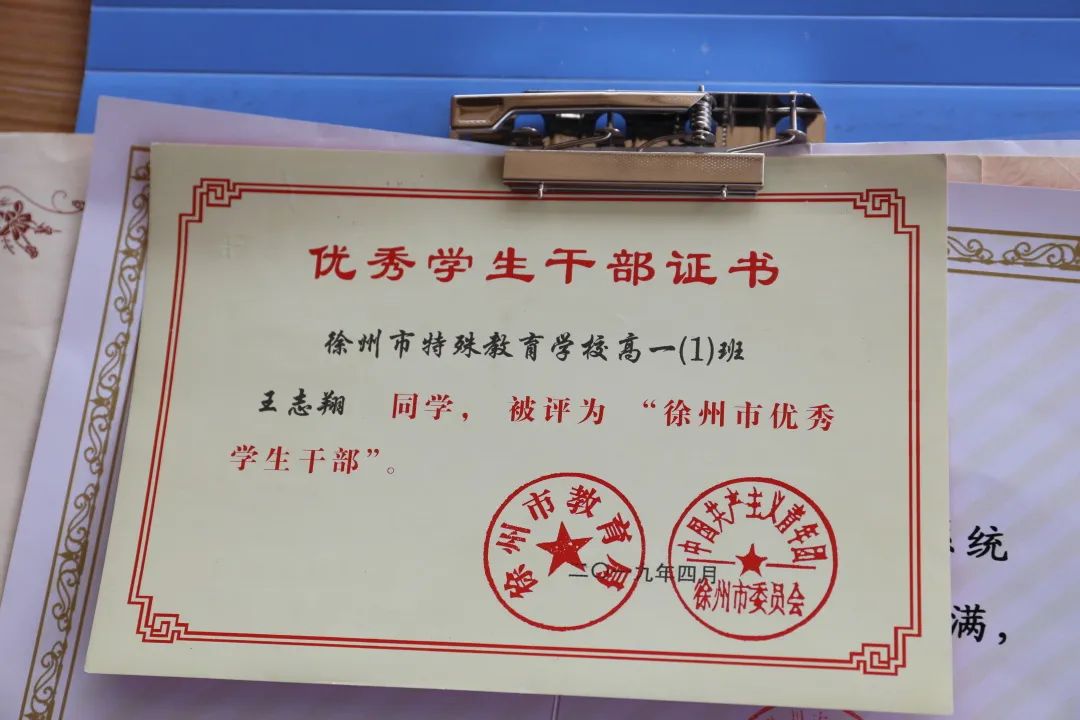 优秀学生干部证书
徐州市特殊教育学校高一(1)班
王志翔 同学，被评为“徐州市优秀
学生干部”。
徐州市教育局
中国共产主义青年团
徐州市委员会
二〇一九年四月
统
满，